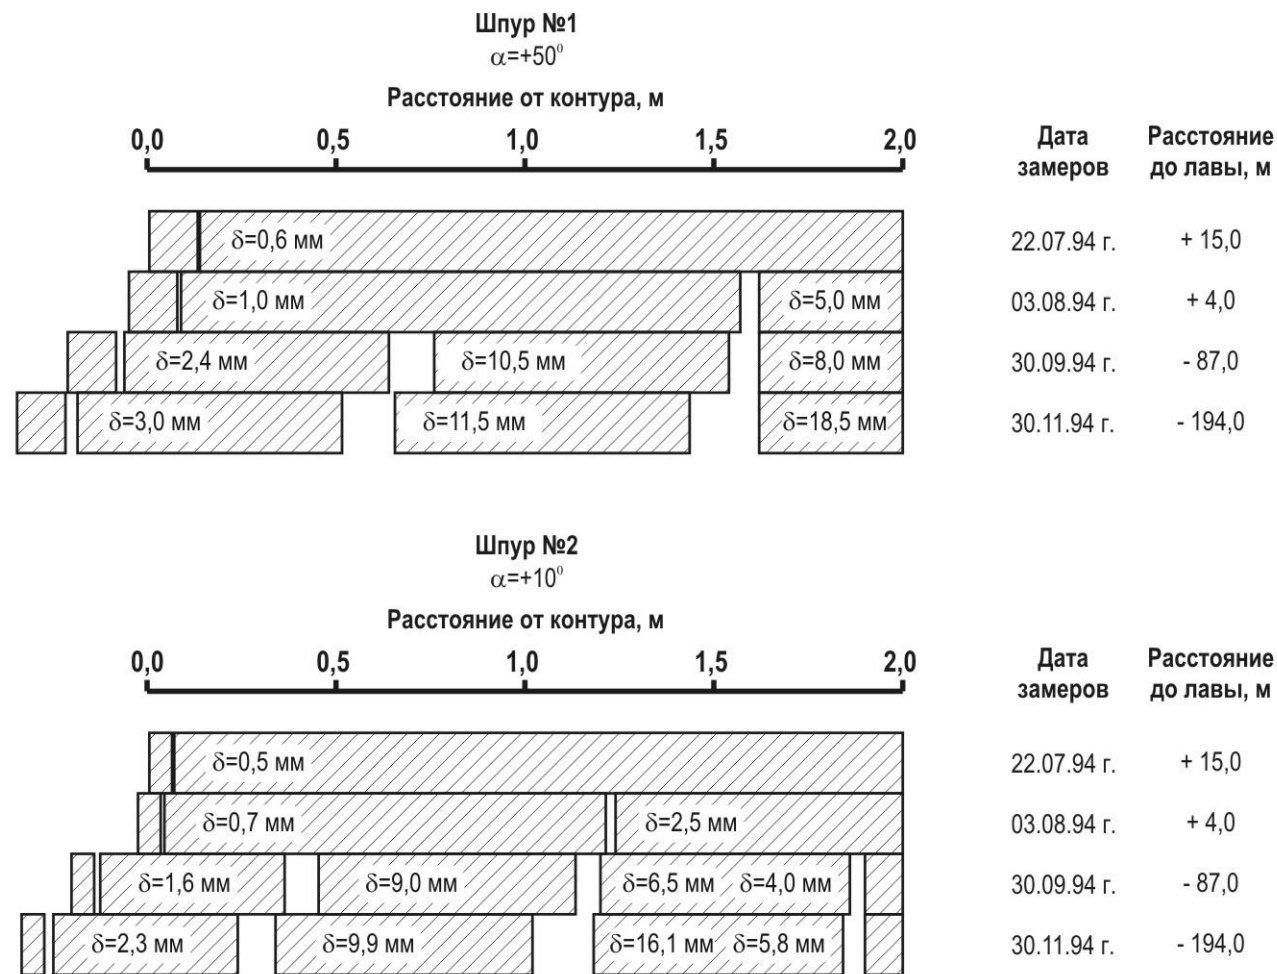 Шпур №1
α=+50⁰
Расстояние от контура, м
0,0 0,5 1,0 1,5 2,0
Дата замеров
Расстояние до лавы, м
δ=0,6 мм 22.07.94 г. + 15,0
δ=1,0 мм δ=5,0 мм 03.08.94 г. + 4,0
δ=2,4 мм δ=10,5 мм δ=8,0 мм 30.09.94 г. - 87,0
δ=3,0 мм δ=11,5 мм δ=18,5 мм 30.11.94 г. - 194,0
Шпур №2
α=+10⁰
Расстояние от контура, м
0,0 0,5 1,0 1,5 2,0
Дата замеров
Расстояние до лавы, м
δ=0,5 мм 22.07.94 г. + 15,0
δ=0,7 мм δ=2,5 мм 03.08.94 г. + 4,0
δ=1,6 мм δ=9,0 мм δ=6,5 мм δ=4,0 мм 30.09.94 г. - 87,0
δ=2,3 мм δ=9,9 мм δ=16,1 мм δ=5,8 мм 30.11.94 г. - 194,0